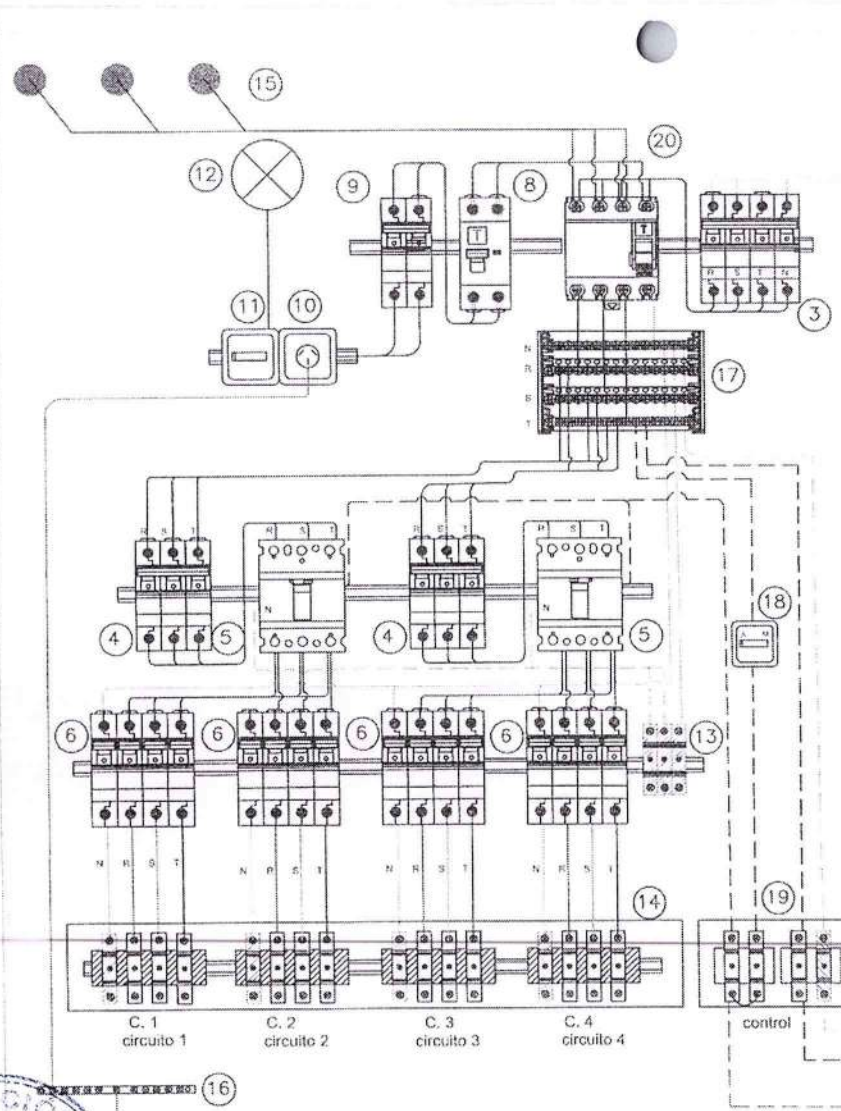 15
12
9
8
20
T
T
R S T N
11
10
3
N
R
S
T
17
R S T
R S T
R S T
R S T
N
N
18
A M
4
5
4
5
6
6
6
6
13
N R S T
N R S T
N R S T
N R S T
14
19
C. 1
circuito 1
C. 2
circuito 2
C. 3
circuito 3
C. 4
circuito 4
control
16
CIO